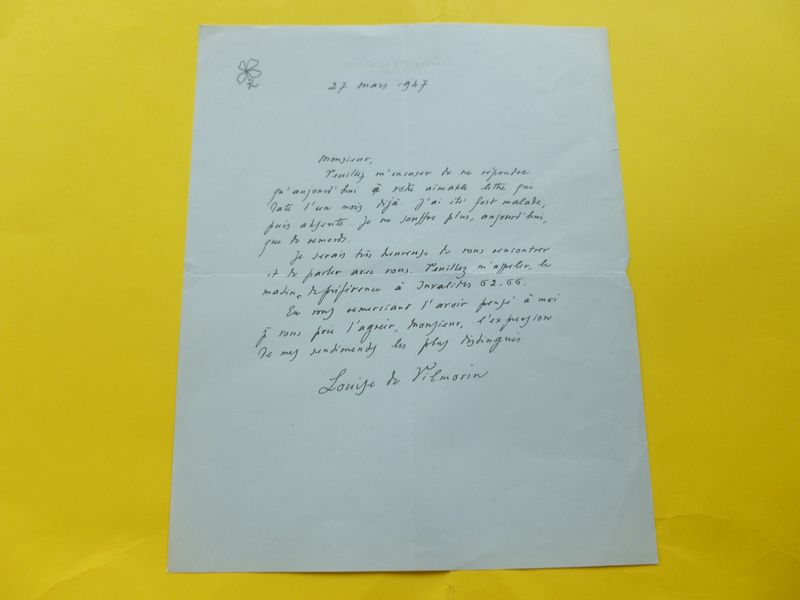 27 mars 1947
Monsieur,
Veuillez m'excuser de ne répondre
qu'aujourd'hui à votre aimable lettre qui
date d'un mois déjà. J'ai été fort malade,
puis absente. Je ne souffre plus, aujourd'hui,
que de remords.
Je serais très heureuse de vous rencontrer
et de parler avec vous. Veuillez m'appeler, le
matin, de préférence à Invalides 62-66.
En vous remerciant d'avoir pensé à moi
je vous prie d'agréer, Monsieur, l'expression
de mes sentiments les plus distingués
Louise de Vilmorin